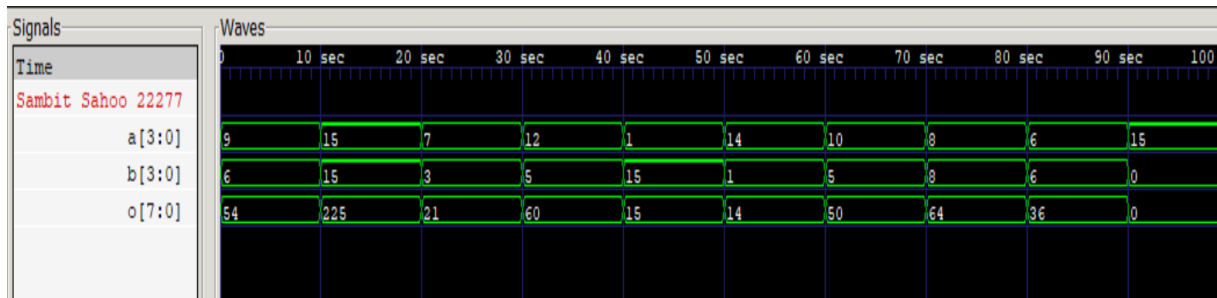 Signals Waves
Time 0 10 sec 20 sec 30 sec 40 sec 50 sec 60 sec 70 sec 80 sec 90 sec 100
Sambit Sahoo 22277
a[3:0] 9 15 7 12 1 14 10 8 6 15
b[3:0] 6 15 3 5 15 1 5 8 6 0
o[7:0] 54 225 21 60 15 14 50 64 36 0